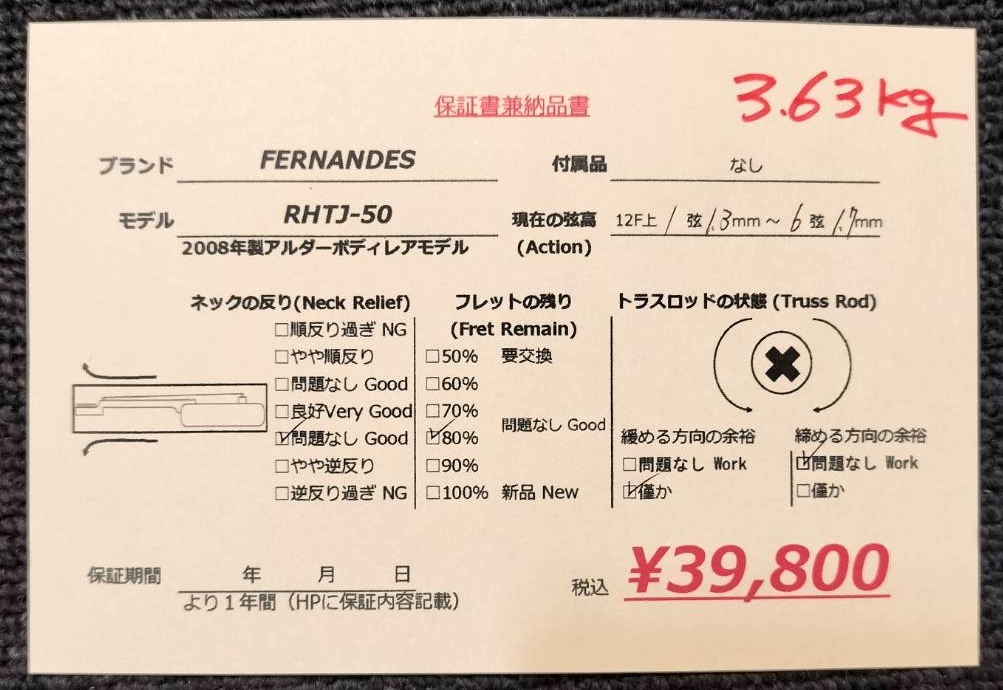 3.63kg
保証書兼納品書
ブランド FERNANDES 付属品 なし
モデル RHTJ-50 現在の弦高 12F上 1 弦 1.3mm～ 6 弦 1.7mm
2008年製アルダーボディレアモデル (Action)
ネックの反り(Neck Relief) フレットの残り トラスロッドの状態 (Truss Rod)
□順反り過ぎ NG (Fret Remain)
□やや順反り □50% 要交換
□問題なし Good □60%
□良好Very Good □70%
☑問題なし Good ☑80% 問題なし Good 緩める方向の余裕 締める方向の余裕
□やや逆反り □90% □問題なし Work ☑問題なし Work
□逆反り過ぎ NG □100% 新品 New ☑僅か □僅か
保証期間 年 月 日 税込 ¥39,800
より１年間（HPに保証内容記載）